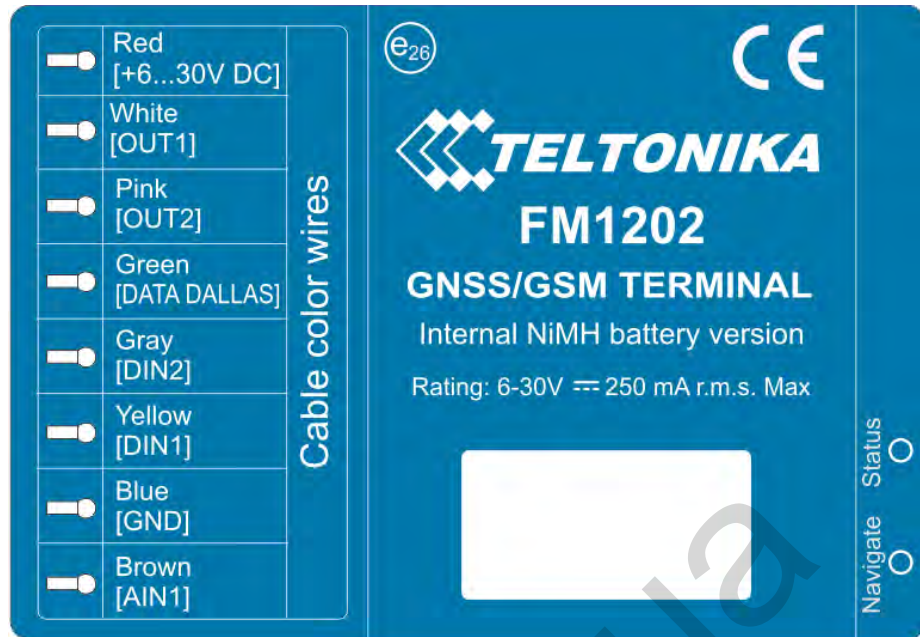 Red
[+6...30V DC]
White
[OUT1]
Pink
[OUT2]
Green
[DATA DALLAS]
Gray
[DIN2]
Yellow
[DIN1]
Blue
[GND]
Brown
[AIN1]
Cable color wires
e26
CE
TELTONIKA
FM1202
GNSS/GSM TERMINAL
Internal NiMH battery version
Rating: 6-30V ⎓ 250 mA r.m.s. Max
Status
Navigate
ua